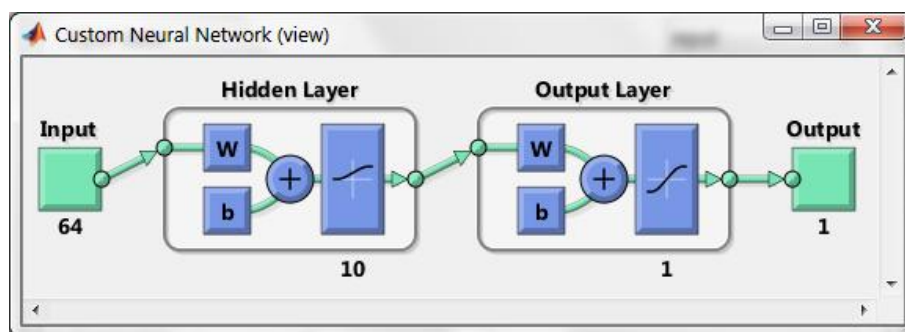 Custom Neural Network (view)
Hidden Layer
Output Layer
Input
Output
W
b
W
b
64
10
1
1